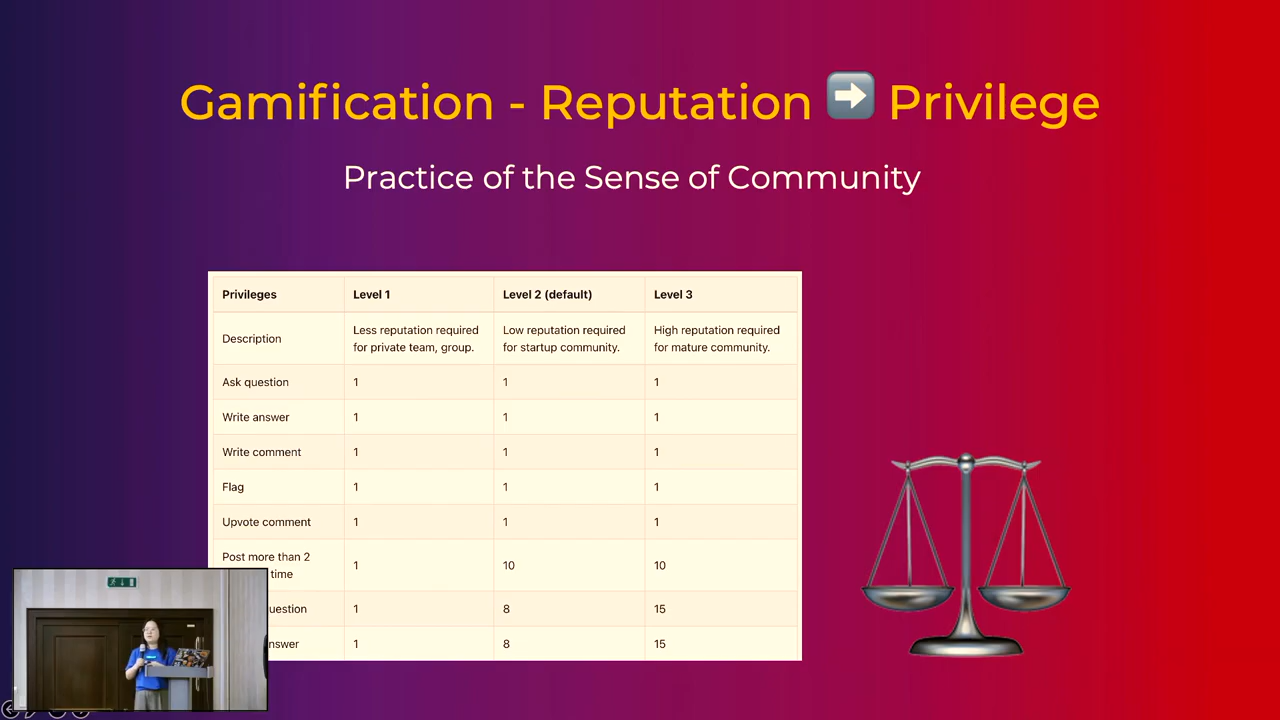 Gamification - Reputation ➡ Privilege
Practice of the Sense of Community
Privileges Level 1 Level 2 (default) Level 3
Description Less reputation required for private team, group. Low reputation required for startup community. High reputation required for mature community.
Ask question 1 1 1
Write answer 1 1 1
Write comment 1 1 1
Flag 1 1 1
Upvote comment 1 1 1
Post more than 2 time 1 10 10
uestion 1 8 15
nswer 1 8 15